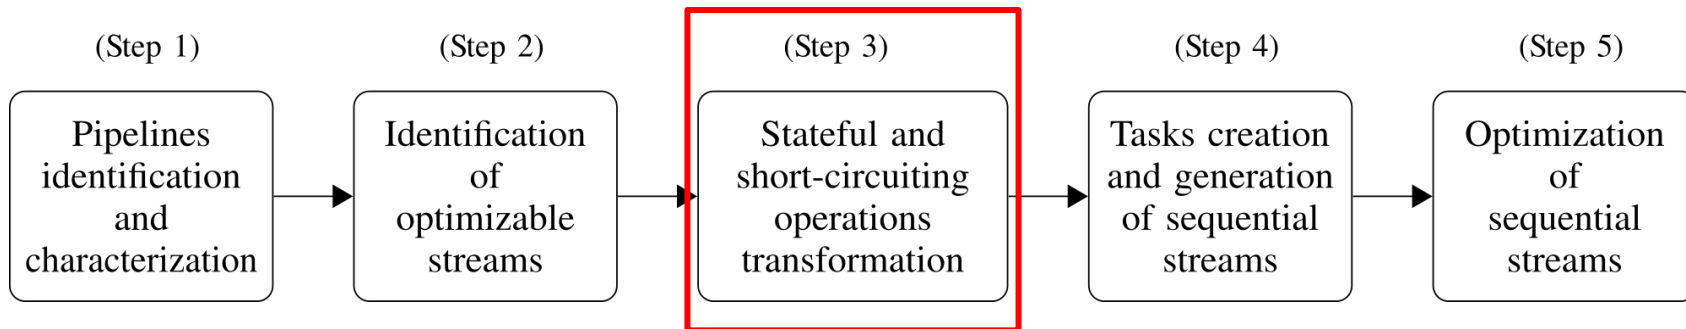 (Step 1)
Pipelines
identification
and
characterization
(Step 2)
Identification
of
optimizable
streams
(Step 3)
Stateful and
short-circuiting
operations
transformation
(Step 4)
Tasks creation
and generation
of sequential
streams
(Step 5)
Optimization
of
sequential
streams